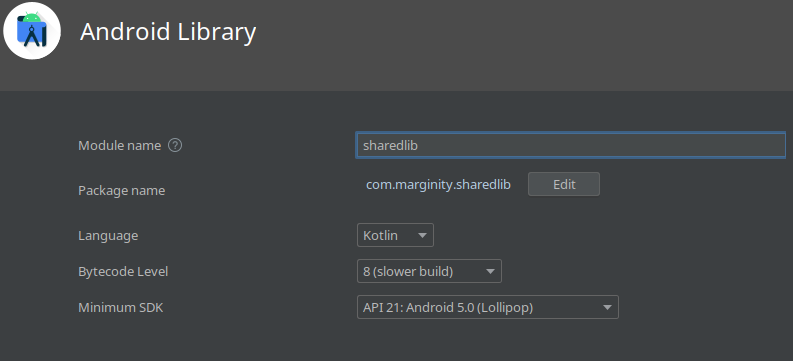 Android Library
Module name ?
sharedlib
Package name
com.marginity.sharedlib
Edit
Language
Kotlin
Bytecode Level
8 (slower build)
Minimum SDK
API 21: Android 5.0 (Lollipop)